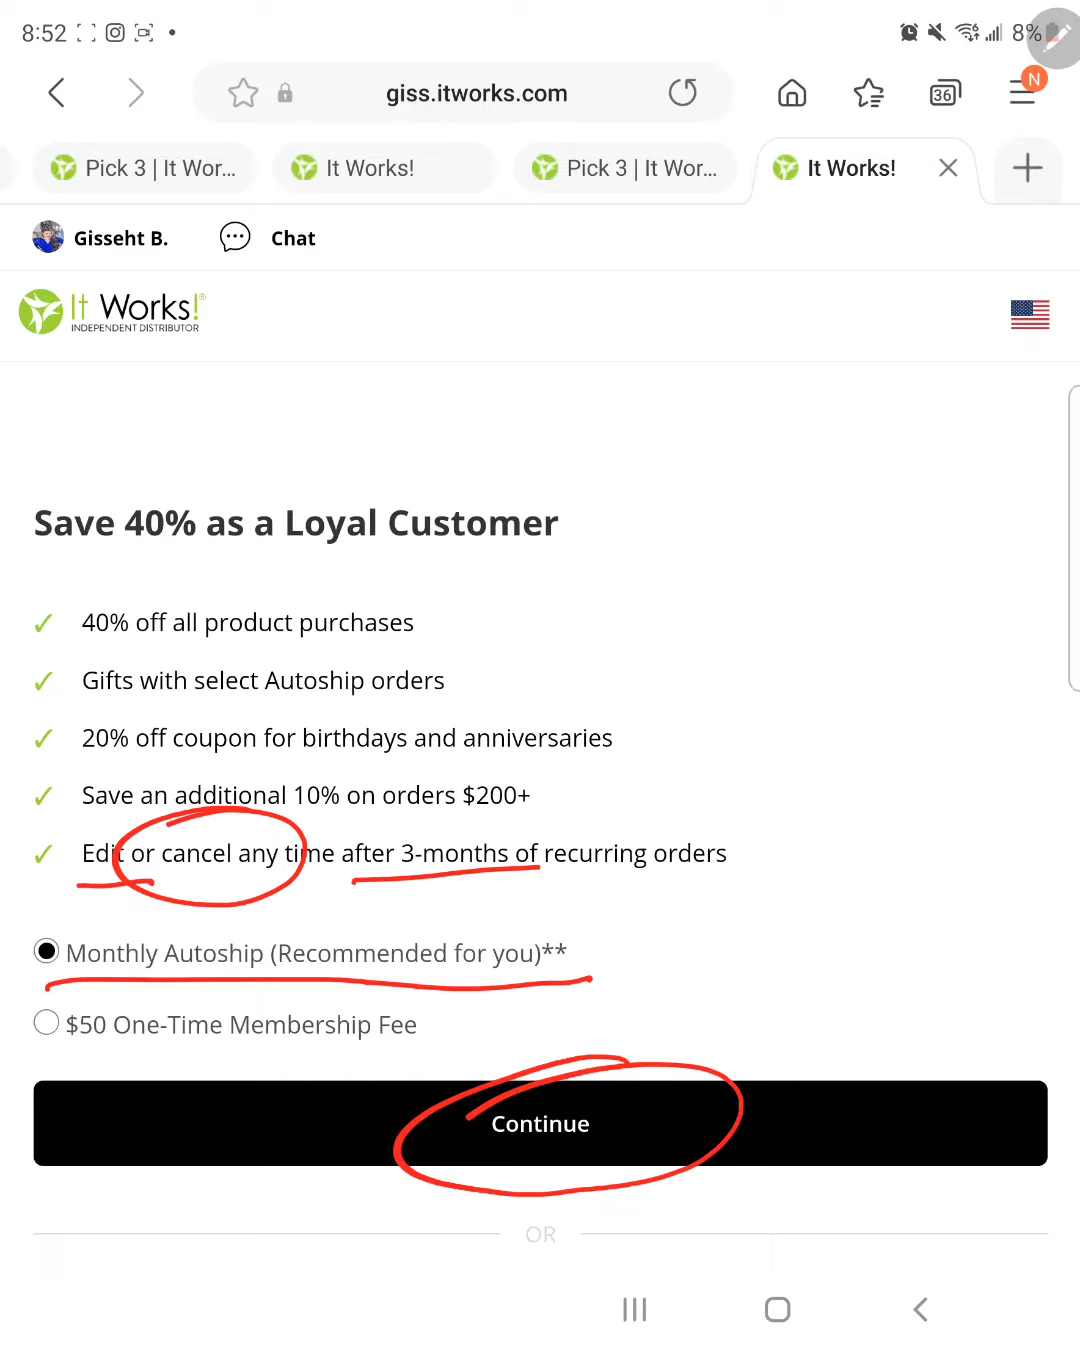 8:52
8%
giss.itworks.com
36
N
Pick 3 | It Wor...
It Works!
Pick 3 | It Wor...
It Works!
Gisseht B.
Chat
It Works!®
INDEPENDENT DISTRIBUTOR
Save 40% as a Loyal Customer
✓ 40% off all product purchases
✓ Gifts with select Autoship orders
✓ 20% off coupon for birthdays and anniversaries
✓ Save an additional 10% on orders $200+
✓ Edit or cancel any time after 3-months of recurring orders
Monthly Autoship (Recommended for you)**
$50 One-Time Membership Fee
Continue
OR